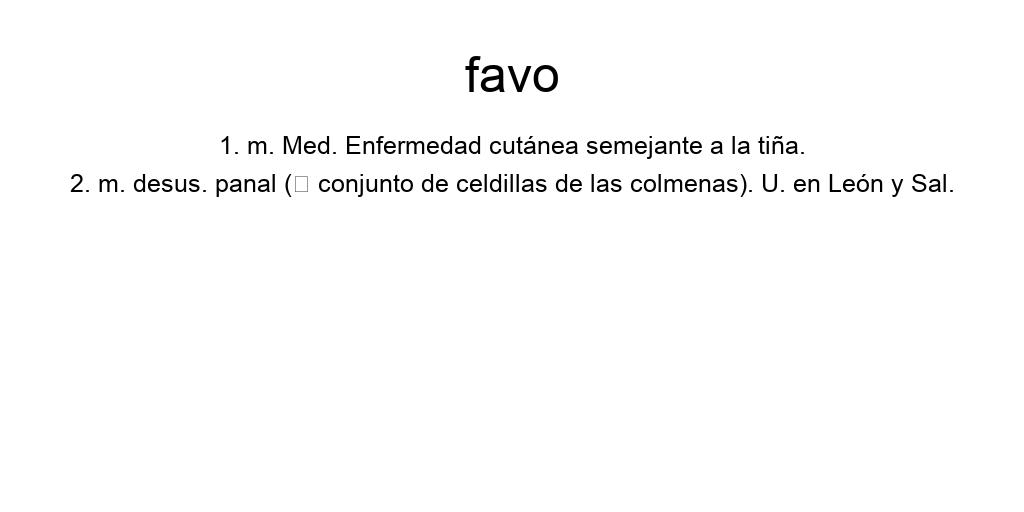 favo
1. m. Med. Enfermedad cutánea semejante a la tiña.
2. m. desus. panal (□ conjunto de celdillas de las colmenas). U. en León y Sal.